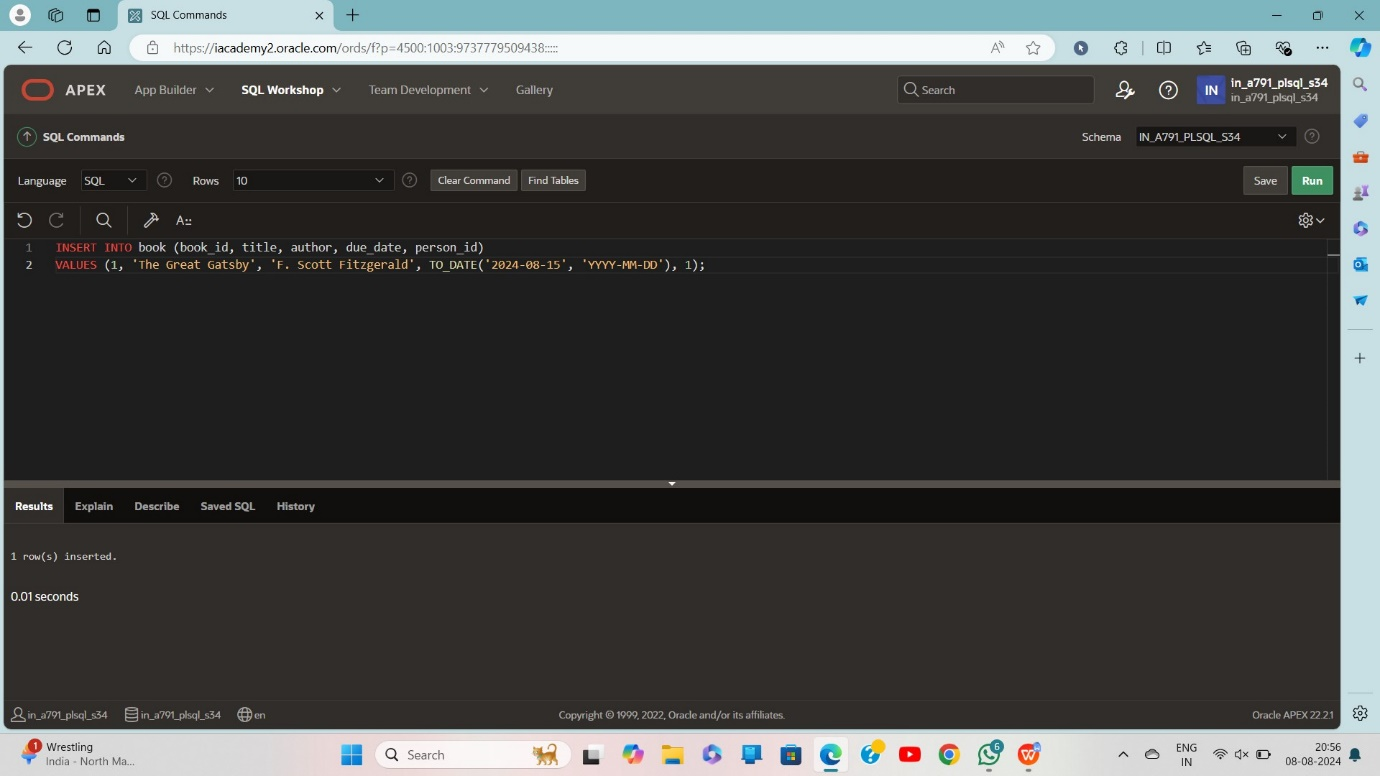 SQL Commands
https://iacademy2.oracle.com/ords/f?p=4500:1003:9737779509438:::::
APEX App Builder SQL Workshop Team Development Gallery Search IN in_a791_plsql_s34
in_a791_plsql_s34
SQL Commands Schema IN_A791_PLSQL_S34
Language SQL Rows 10 Clear Command Find Tables Save Run
1 INSERT INTO book (book_id, title, author, due_date, person_id)
2 VALUES (1, 'The Great Gatsby', 'F. Scott Fitzgerald', TO_DATE('2024-08-15', 'YYYY-MM-DD'), 1);
Results Explain Describe Saved SQL History
1 row(s) inserted.
0.01 seconds
in_a791_plsql_s34 in_a791_plsql_s34 en Copyright © 1999, 2022, Oracle and/or its affiliates. Oracle APEX 22.2.1
1 Wrestling
India - North Ma...
Search
6
ENG
IN
20:56
08-08-2024